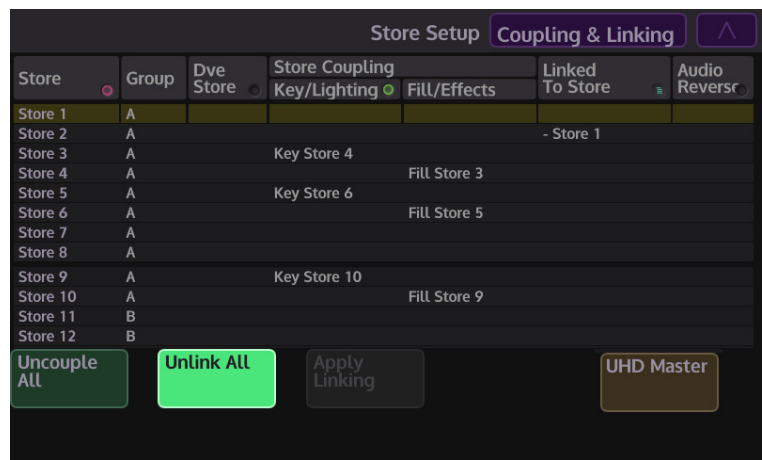 Store Setup Coupling & Linking
Store Group Dve Store Store Coupling Key/Lighting Fill/Effects Linked To Store Audio Reverse
Store 1 A
Store 2 A - Store 1
Store 3 A Key Store 4
Store 4 A Fill Store 3
Store 5 A Key Store 6
Store 6 A Fill Store 5
Store 7 A
Store 8 A
Store 9 A Key Store 10
Store 10 A Fill Store 9
Store 11 B
Store 12 B
Uncouple All
Unlink All
Apply Linking
UHD Master